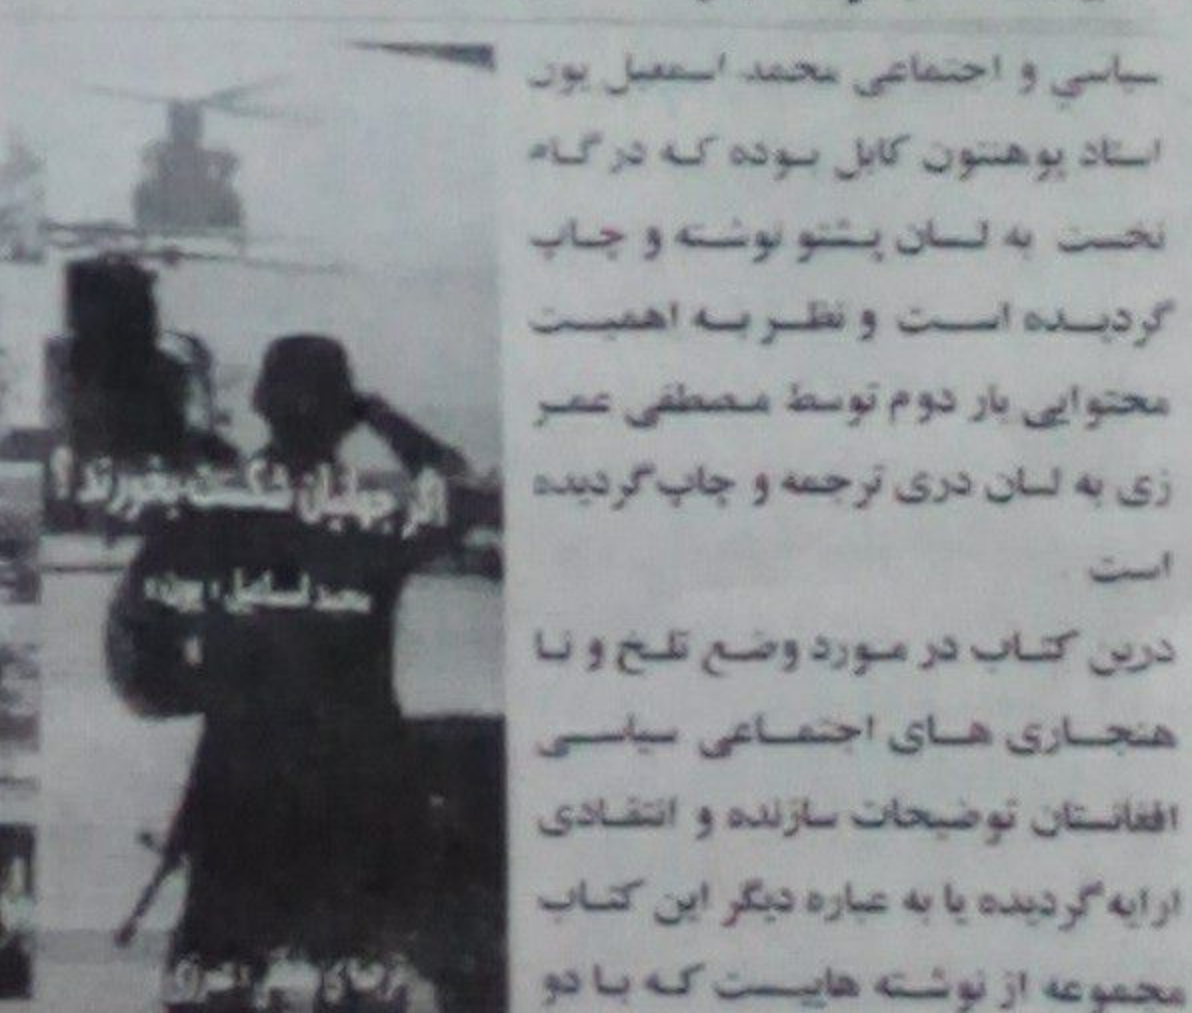 سیاسي و اجتماعی محمد اسمعیل یون
استاد پوهنتون کابل بوده که در گام
نخست به لسان پشتو نوشته و چاپ
گردیده است و نظر به اهمیت
محتوایی بار دوم توسط مصطفی عمر
زی به لسان دری ترجمه و چاپ گردیده
است
درین کتاب در مورد وضع تلخ و نا
هنجاری های اجتماعی سیاسی
افغانستان توضیحات سازنده و انتقادی
ارایه گردیده یا به عباره دیگر این کتاب
مجموعه از نوشته هاییست که با دو
اگر جهانیان شکست بخورند؟
محمد اسماعیل «یون»